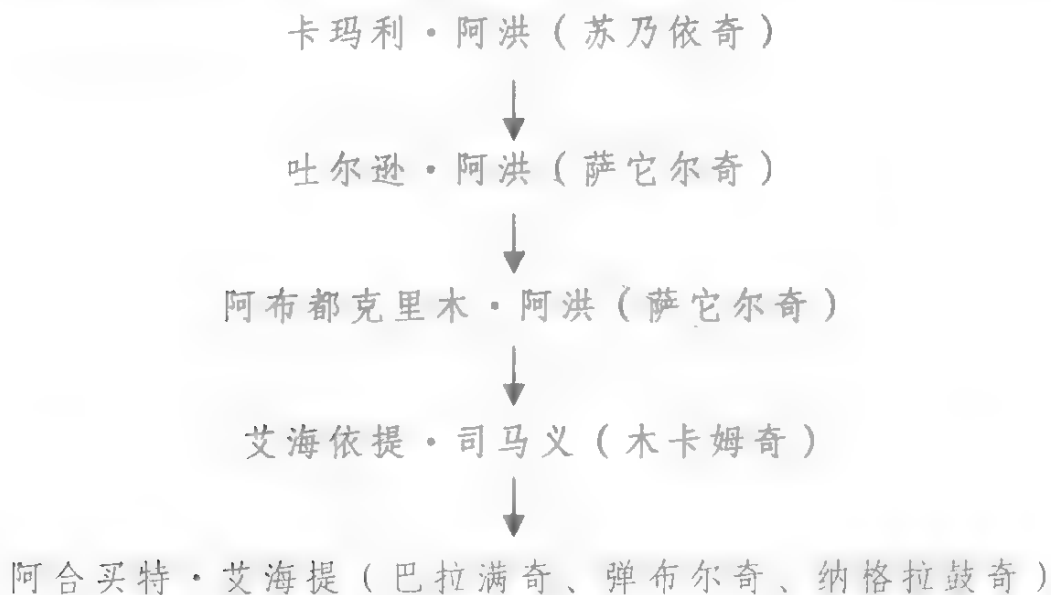 卡玛利·阿洪（苏乃依奇）
吐尔逊·阿洪（萨它尔奇）
阿布都克里木·阿洪（萨它尔奇）
艾海依提·司马义（木卡姆奇）
阿合买特·艾海提（巴拉满奇、弹布尔奇、纳格拉鼓奇）